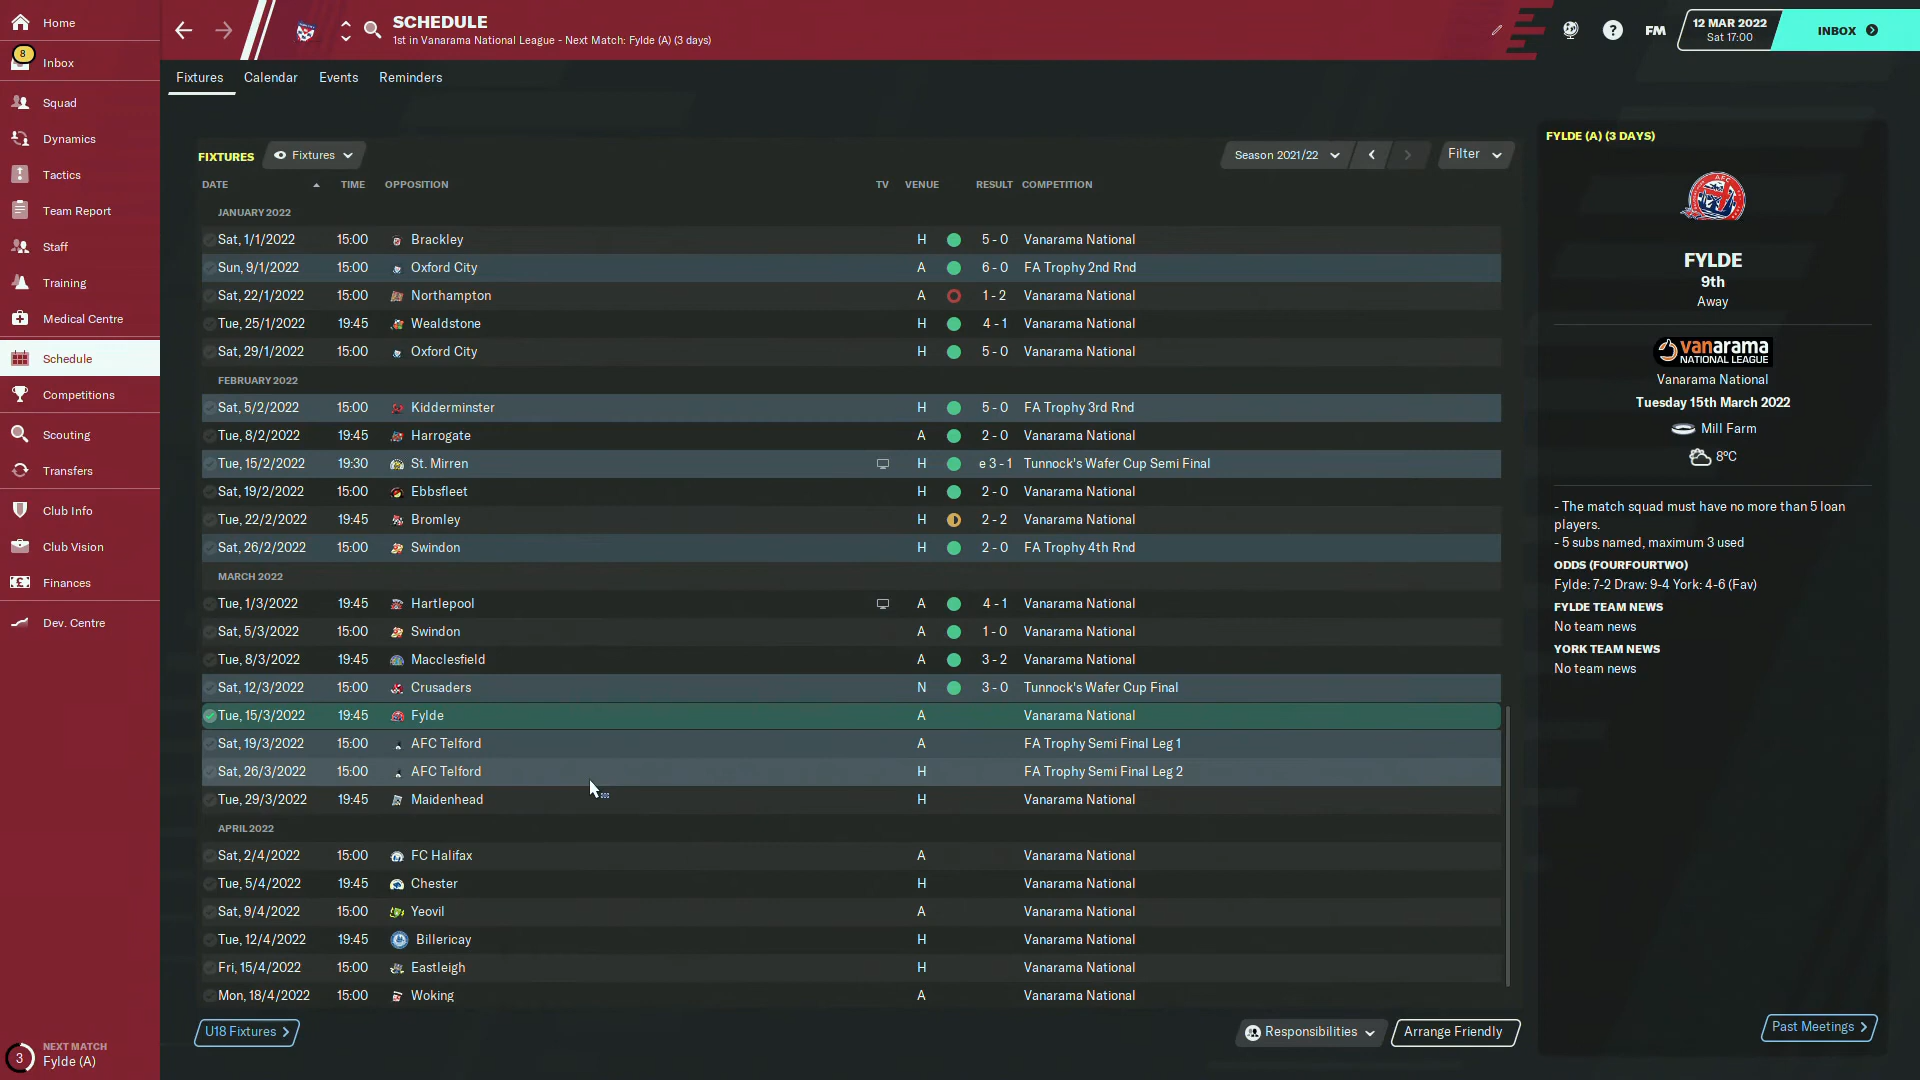 Home
8
Inbox
Squad
Dynamics
Tactics
Team Report
Staff
Training
Medical Centre
Schedule
Competitions
Scouting
Transfers
Club Info
Club Vision
Finances
Dev. Centre
3
NEXT MATCH
Fylde (A)
SCHEDULE
1st in Vanarama National League - Next Match: Fylde (A) (3 days)
FM
12 MAR 2022
Sat 17:00
INBOX
Fixtures Calendar Events Reminders
FIXTURES Fixtures Season 2021/22 Filter
DATE TIME OPPOSITION TV VENUE RESULT COMPETITION
JANUARY 2022
Sat, 1/1/2022 15:00 Brackley H 5 - 0 Vanarama National
Sun, 9/1/2022 15:00 Oxford City A 6 - 0 FA Trophy 2nd Rnd
Sat, 22/1/2022 15:00 Northampton A 1 - 2 Vanarama National
Tue, 25/1/2022 19:45 Wealdstone H 4 - 1 Vanarama National
Sat, 29/1/2022 15:00 Oxford City H 5 - 0 Vanarama National
FEBRUARY 2022
Sat, 5/2/2022 15:00 Kidderminster H 5 - 0 FA Trophy 3rd Rnd
Tue, 8/2/2022 19:45 Harrogate A 2 - 0 Vanarama National
Tue, 15/2/2022 19:30 St. Mirren H e 3 - 1 Tunnock's Wafer Cup Semi Final
Sat, 19/2/2022 15:00 Ebbsfleet H 2 - 0 Vanarama National
Tue, 22/2/2022 19:45 Bromley H 2 - 2 Vanarama National
Sat, 26/2/2022 15:00 Swindon H 2 - 0 FA Trophy 4th Rnd
MARCH 2022
Tue, 1/3/2022 19:45 Hartlepool A 4 - 1 Vanarama National
Sat, 5/3/2022 15:00 Swindon A 1 - 0 Vanarama National
Tue, 8/3/2022 19:45 Macclesfield A 3 - 2 Vanarama National
Sat, 12/3/2022 15:00 Crusaders N 3 - 0 Tunnock's Wafer Cup Final
Tue, 15/3/2022 19:45 Fylde A Vanarama National
Sat, 19/3/2022 15:00 AFC Telford A FA Trophy Semi Final Leg 1
Sat, 26/3/2022 15:00 AFC Telford H FA Trophy Semi Final Leg 2
Tue, 29/3/2022 19:45 Maidenhead H Vanarama National
APRIL 2022
Sat, 2/4/2022 15:00 FC Halifax A Vanarama National
Tue, 5/4/2022 19:45 Chester H Vanarama National
Sat, 9/4/2022 15:00 Yeovil A Vanarama National
Tue, 12/4/2022 19:45 Billericay H Vanarama National
Fri, 15/4/2022 15:00 Eastleigh H Vanarama National
Mon, 18/4/2022 15:00 Woking A Vanarama National
U18 Fixtures Responsibilities Arrange Friendly
FYLDE (A) (3 DAYS)
AFC
FYLDE
9th
Away
vanarama
NATIONAL LEAGUE
Vanarama National
Tuesday 15th March 2022
Mill Farm
8°C
- The match squad must have no more than 5 loan
players.
- 5 subs named, maximum 3 used
ODDS (FOURFOURTWO)
Fylde: 7-2 Draw: 9-4 York: 4-6 (Fav)
FYLDE TEAM NEWS
No team news
YORK TEAM NEWS
No team news
Past Meetings